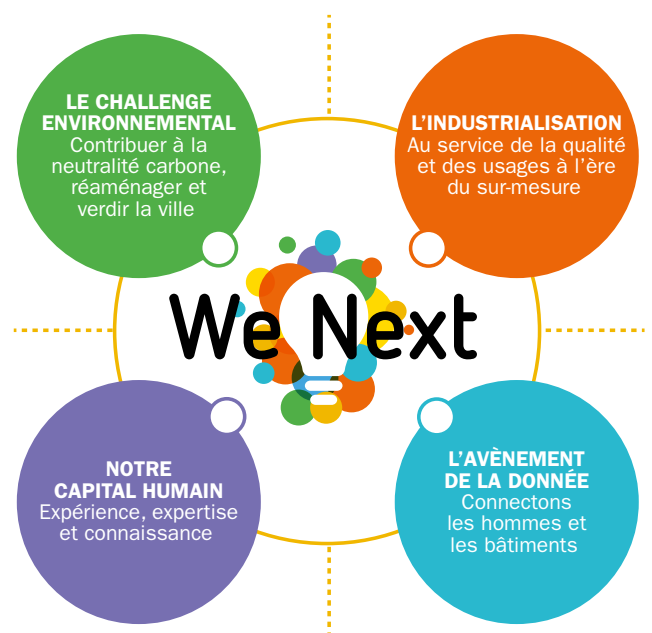 LE CHALLENGE
ENVIRONNEMENTAL
Contribuer à la
neutralité carbone,
réaménager et
verdir la ville
L'INDUSTRIALISATION
Au service de la qualité
et des usages à l'ère
du sur-mesure
We Next
NOTRE
CAPITAL HUMAIN
Expérience, expertise
et connaissance
L'AVÈNEMENT
DE LA DONNÉE
Connectons
les hommes et
les bâtiments